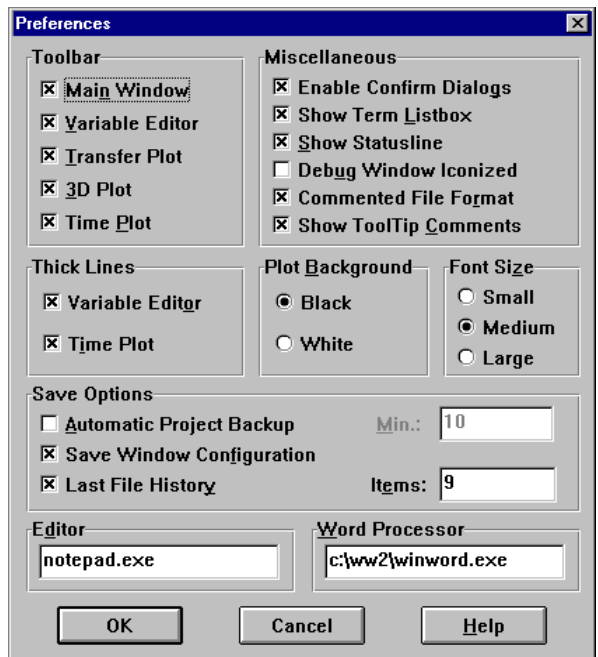 Preferences
Toolbar
Main Window
Variable Editor
Transfer Plot
3D Plot
Time Plot
Miscellaneous
Enable Confirm Dialogs
Show Term Listbox
Show Statusline
Debug Window Iconized
Commented File Format
Show ToolTip Comments
Thick Lines
Variable Editor
Time Plot
Plot Background
Black
White
Font Size
Small
Medium
Large
Save Options
Automatic Project Backup Min.: 10
Save Window Configuration
Last File History Items: 9
Editor
notepad.exe
Word Processor
c:\ww2\winword.exe
OK Cancel Help